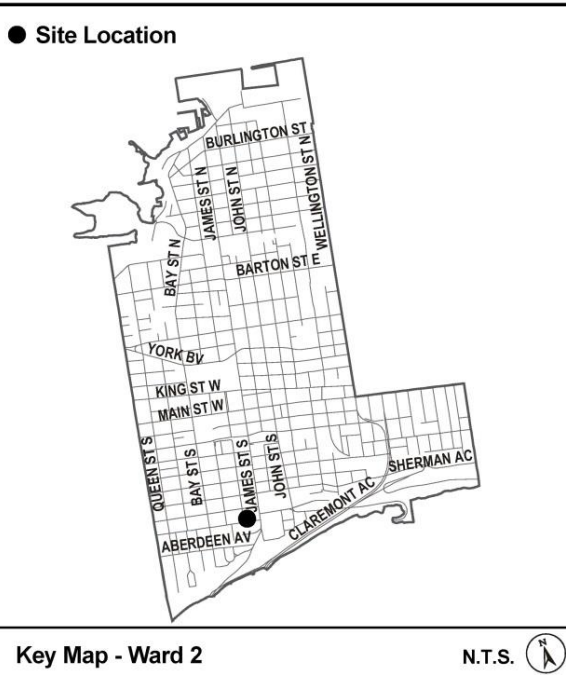 Site Location
BURLINGTON ST
JAMES ST N
JOHN ST N
WELLINGTON ST N
BAY ST N
BARTON ST E
YORK BV
KING ST W
MAIN ST W
QUEEN ST S
BAY ST S
JAMES ST S
JOHN ST S
SHERMAN AC
CLAREMONT AC
ABERDEEN AV
Key Map - Ward 2
N.T.S.
N